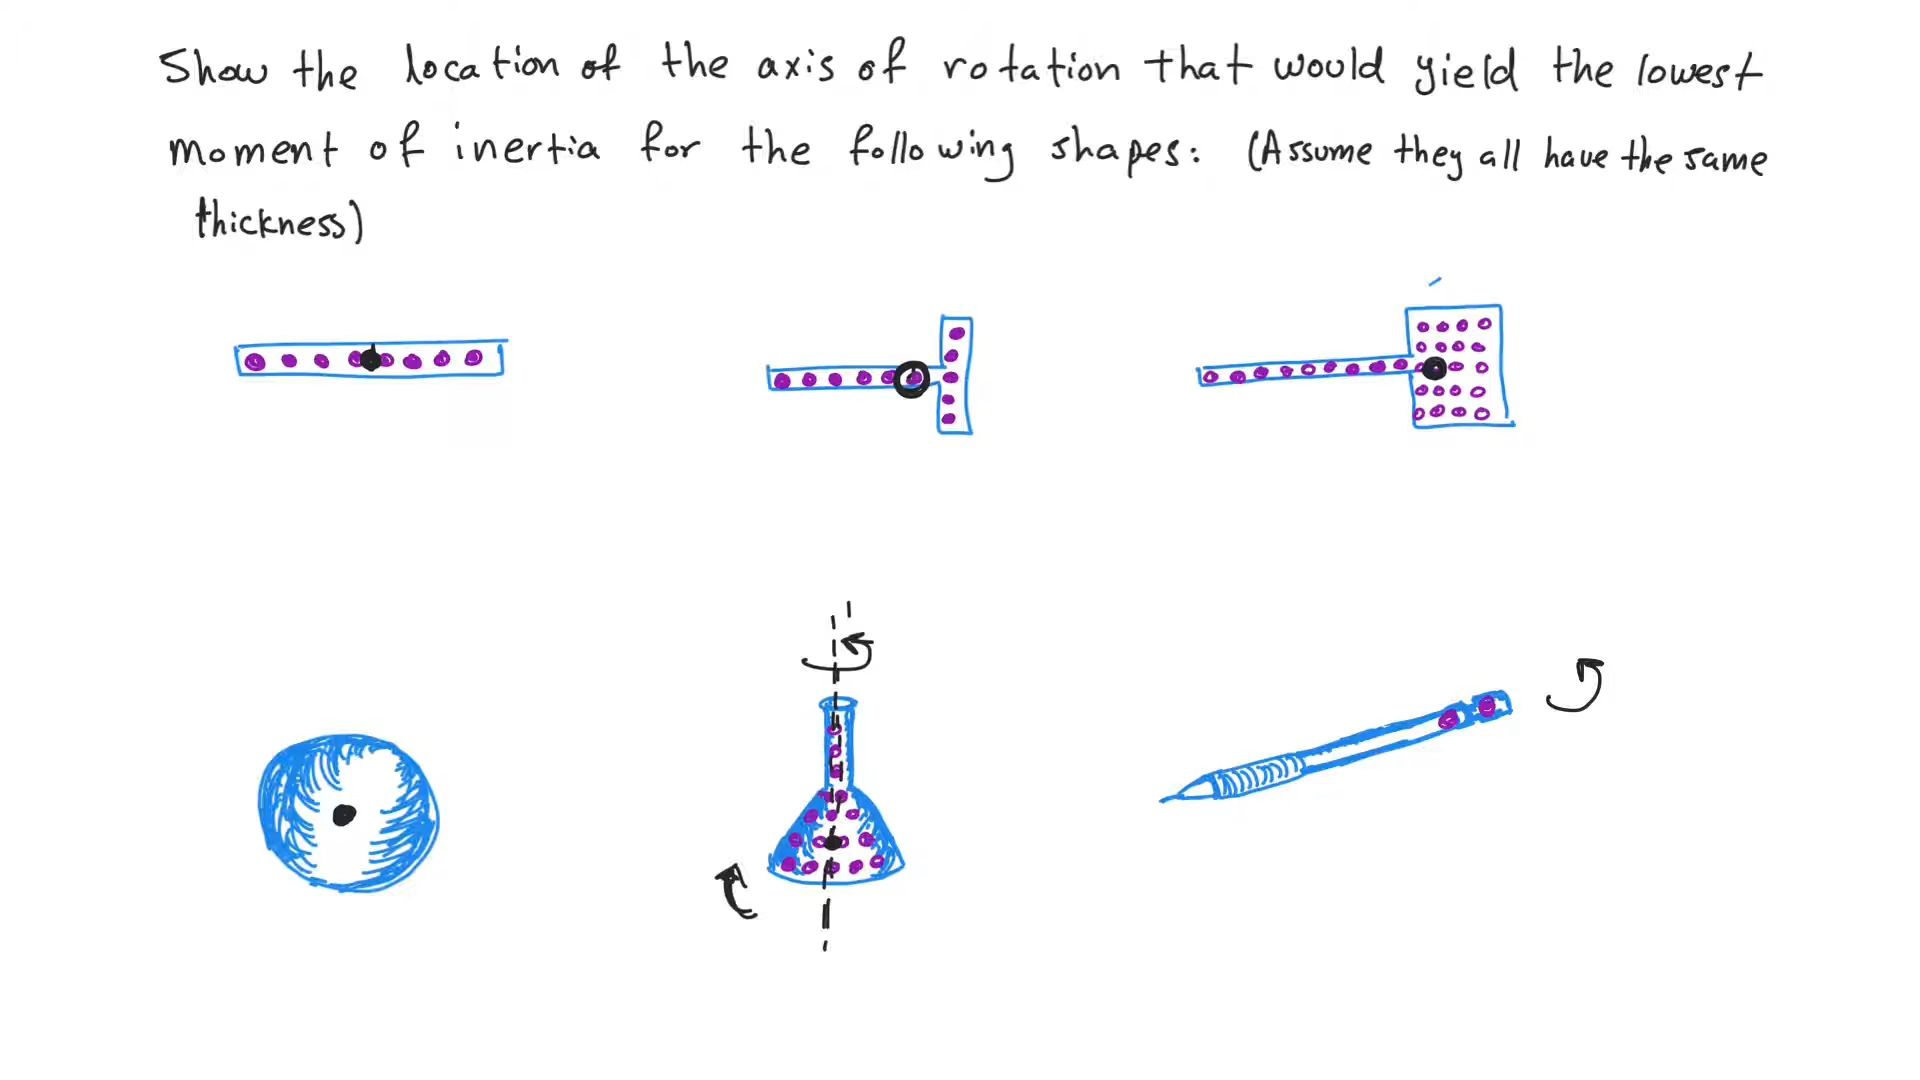 Show the location of the axis of rotation that would yield the lowest
moment of inertia for the following shapes: (Assume they all have the same
thickness)